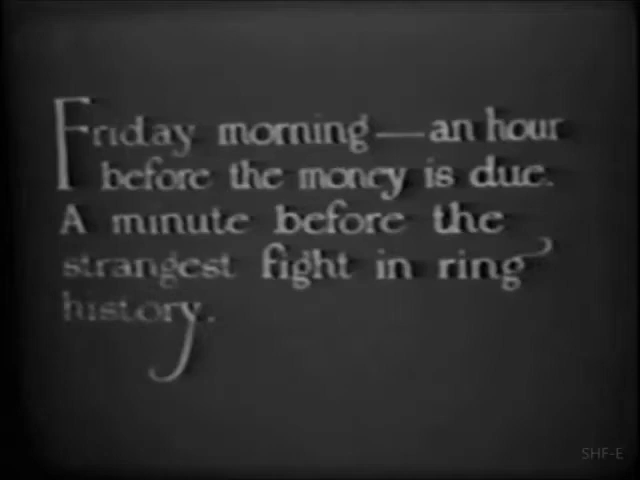 Friday morning—an hour
before the money is due.
A minute before the
strangest fight in ring
history.
SHF-E